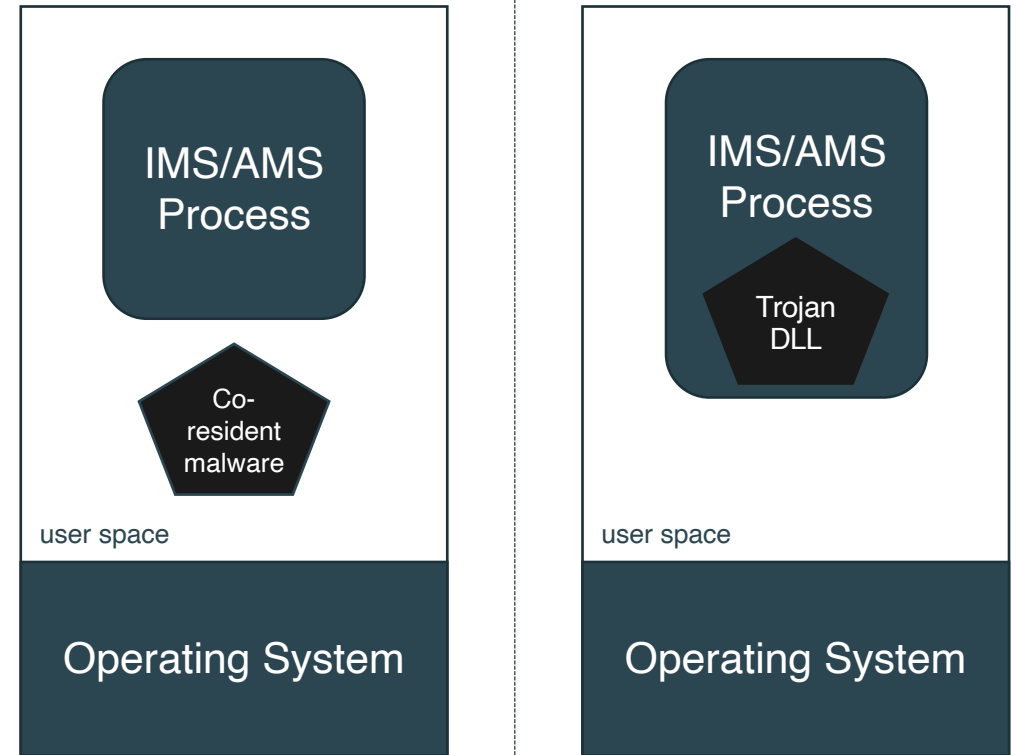 IMS/AMS
Process
Co-
resident
malware
user space
Operating System
IMS/AMS
Process
Trojan
DLL
user space
Operating System